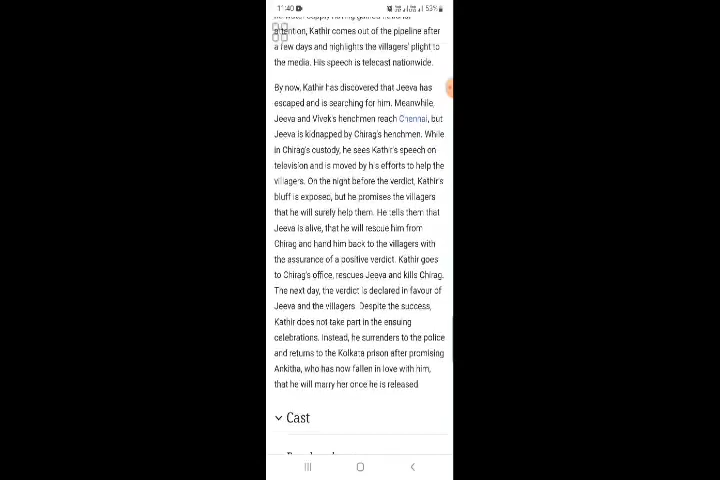 11:40
53%
attention, Kathir comes out of the pipeline after
a few days and highlights the villagers' plight to
the media. His speech is telecast nationwide.
By now, Kathir has discovered that Jeeva has
escaped and is searching for him. Meanwhile,
Jeeva and Vivek's henchmen reach Chennai, but
Jeeva is kidnapped by Chirag's henchmen. While
in Chirag's custody, he sees Kathir's speech on
television and is moved by his efforts to help the
villagers. On the night before the verdict, Kathir's
bluff is exposed, but he promises the villagers
that he will surely help them. He tells them that
Jeeva is alive, that he will rescue him from
Chirag and hand him back to the villagers with
the assurance of a positive verdict. Kathir goes
to Chirag's office, rescues Jeeva and kills Chirag.
The next day, the verdict is declared in favour of
Jeeva and the villagers. Despite the success,
Kathir does not take part in the ensuing
celebrations. Instead, he surrenders to the police
and returns to the Kolkata prison after promising
Ankitha, who has now fallen in love with him,
that he will marry her once he is released
Cast